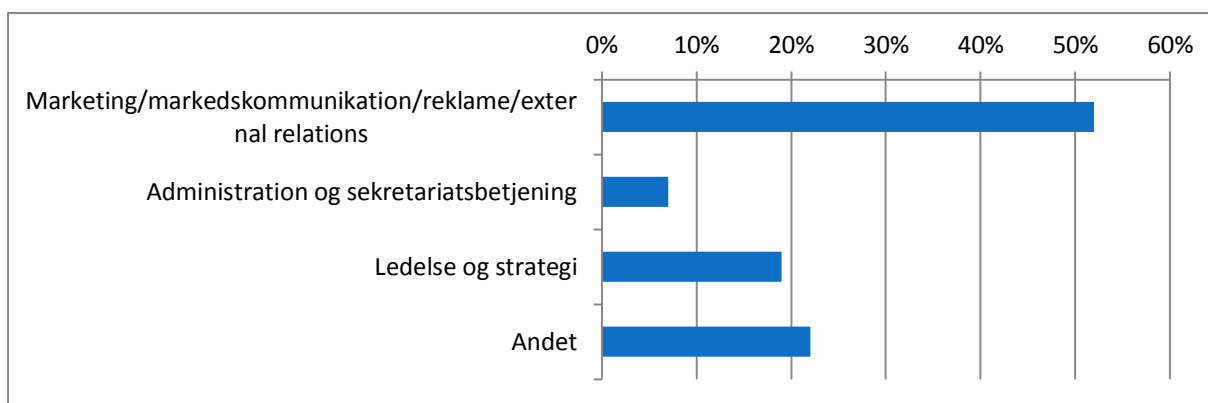 0% 10% 20% 30% 40% 50% 60%
Marketing/markedskommunikation/reklame/exter
nal relations
Administration og sekretariatsbetjening
Ledelse og strategi
Andet